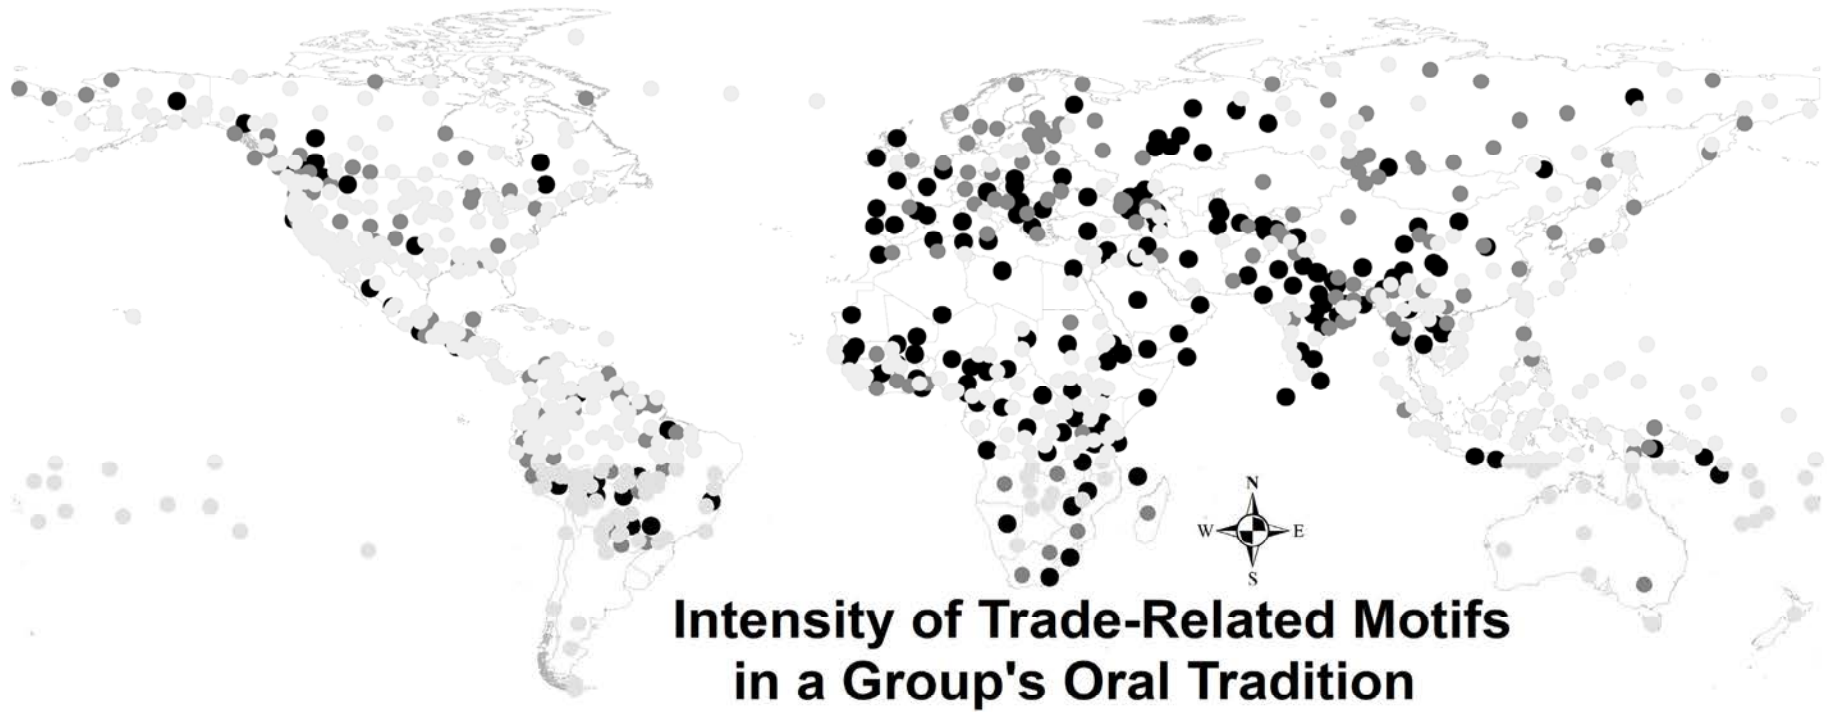 N
W E
S
Intensity of Trade-Related Motifs
in a Group's Oral Tradition